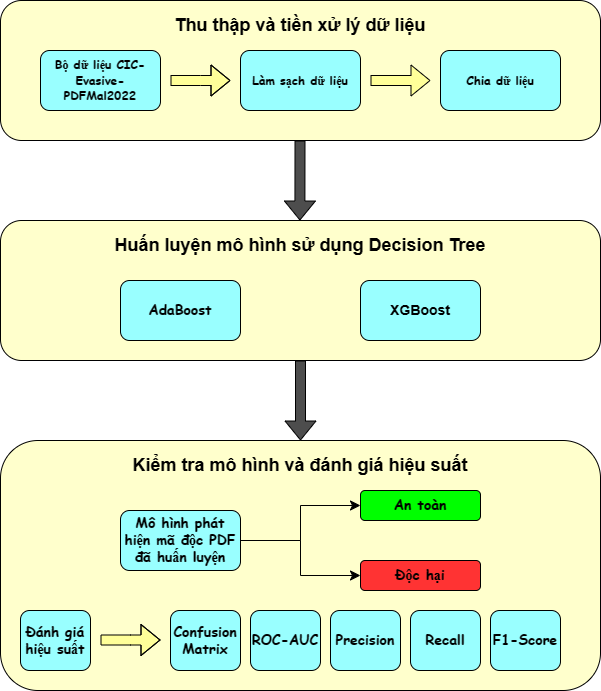 Thu thập và tiền xử lý dữ liệu
Bộ dữ liệu CIC-
Evasive-
PDFMal2022
Làm sạch dữ liệu
Chia dữ liệu
Huấn luyện mô hình sử dụng Decision Tree
AdaBoost
XGBoost
Kiểm tra mô hình và đánh giá hiệu suất
Mô hình phát
hiện mã độc PDF
đã huấn luyện
An toàn
Độc hại
Đánh giá
hiệu suất
Confusion
Matrix
ROC-AUC
Precision
Recall
F1-Score